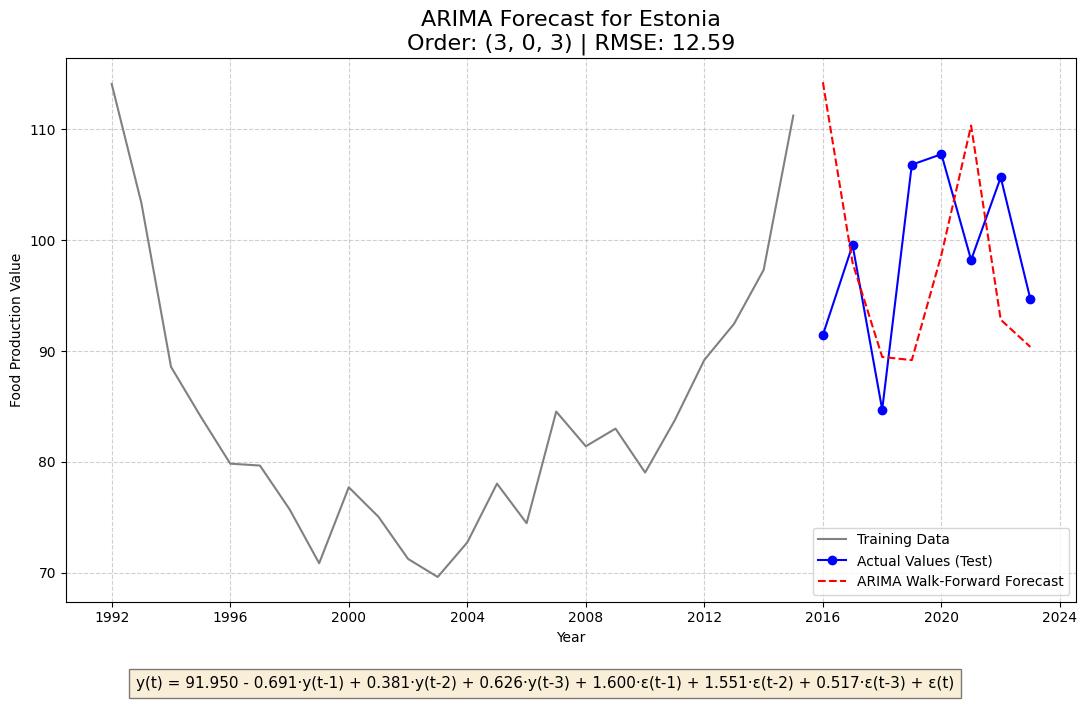 ARIMA Forecast for Estonia
Order: (3, 0, 3) | RMSE: 12.59
Food Production Value
110
100
90
80
70
Training Data
Actual Values (Test)
ARIMA Walk-Forward Forecast
1992 1996 2000 2004 2008 2012 2016 2020 2024
Year
y(t) = 91.950 - 0.691·y(t-1) + 0.381·y(t-2) + 0.626·y(t-3) + 1.600·ε(t-1) + 1.551·ε(t-2) + 0.517·ε(t-3) + ε(t)